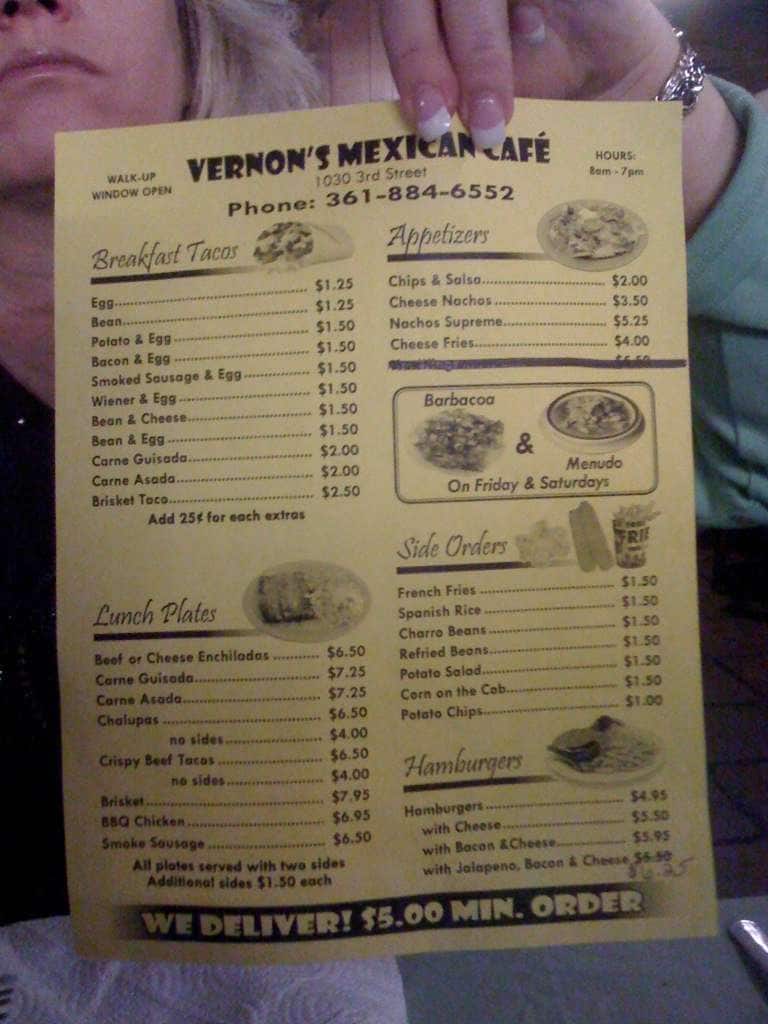 WALK-UP
WINDOW OPEN
VERNON'S MEXICAN CAFÉ
1030 3rd Street
Phone: 361-884-6552
HOURS:
8am - 7pm
Breakfast Tacos
Egg $1.25
Bean $1.25
Potato & Egg $1.50
Bacon & Egg $1.50
Smoked Sausage & Egg $1.50
Wiener & Egg $1.50
Bean & Cheese $1.50
Bean & Egg $1.50
Carne Guisada $2.00
Carne Asada $2.00
Brisket Taco $2.50
Add 25¢ for each extras
Lunch Plates
Beef or Cheese Enchiladas $6.50
Carne Guisada $7.25
Carne Asada $7.25
Chalupas $6.50
no sides $4.00
Crispy Beef Tacos $6.50
no sides $4.00
Brisket $7.95
BBQ Chicken $6.95
Smoke Sausage $6.50
All plates served with two sides
Additional sides $1.50 each
Appetizers
Chips & Salsa $2.00
Cheese Nachos $3.50
Nachos Supreme $5.25
Cheese Fries $4.00
Barbacoa
&
Menudo
On Friday & Saturdays
Side Orders
French Fries $1.50
Spanish Rice $1.50
Charro Beans $1.50
Refried Beans $1.50
Potato Salad $1.50
Corn on the Cob $1.50
Potato Chips $1.00
Hamburgers
Hamburgers $4.95
with Cheese $5.50
with Bacon &Cheese $5.95
with Jalapeno, Bacon & Cheese $5.50
$6.25
WE DELIVER! $5.00 MIN. ORDER